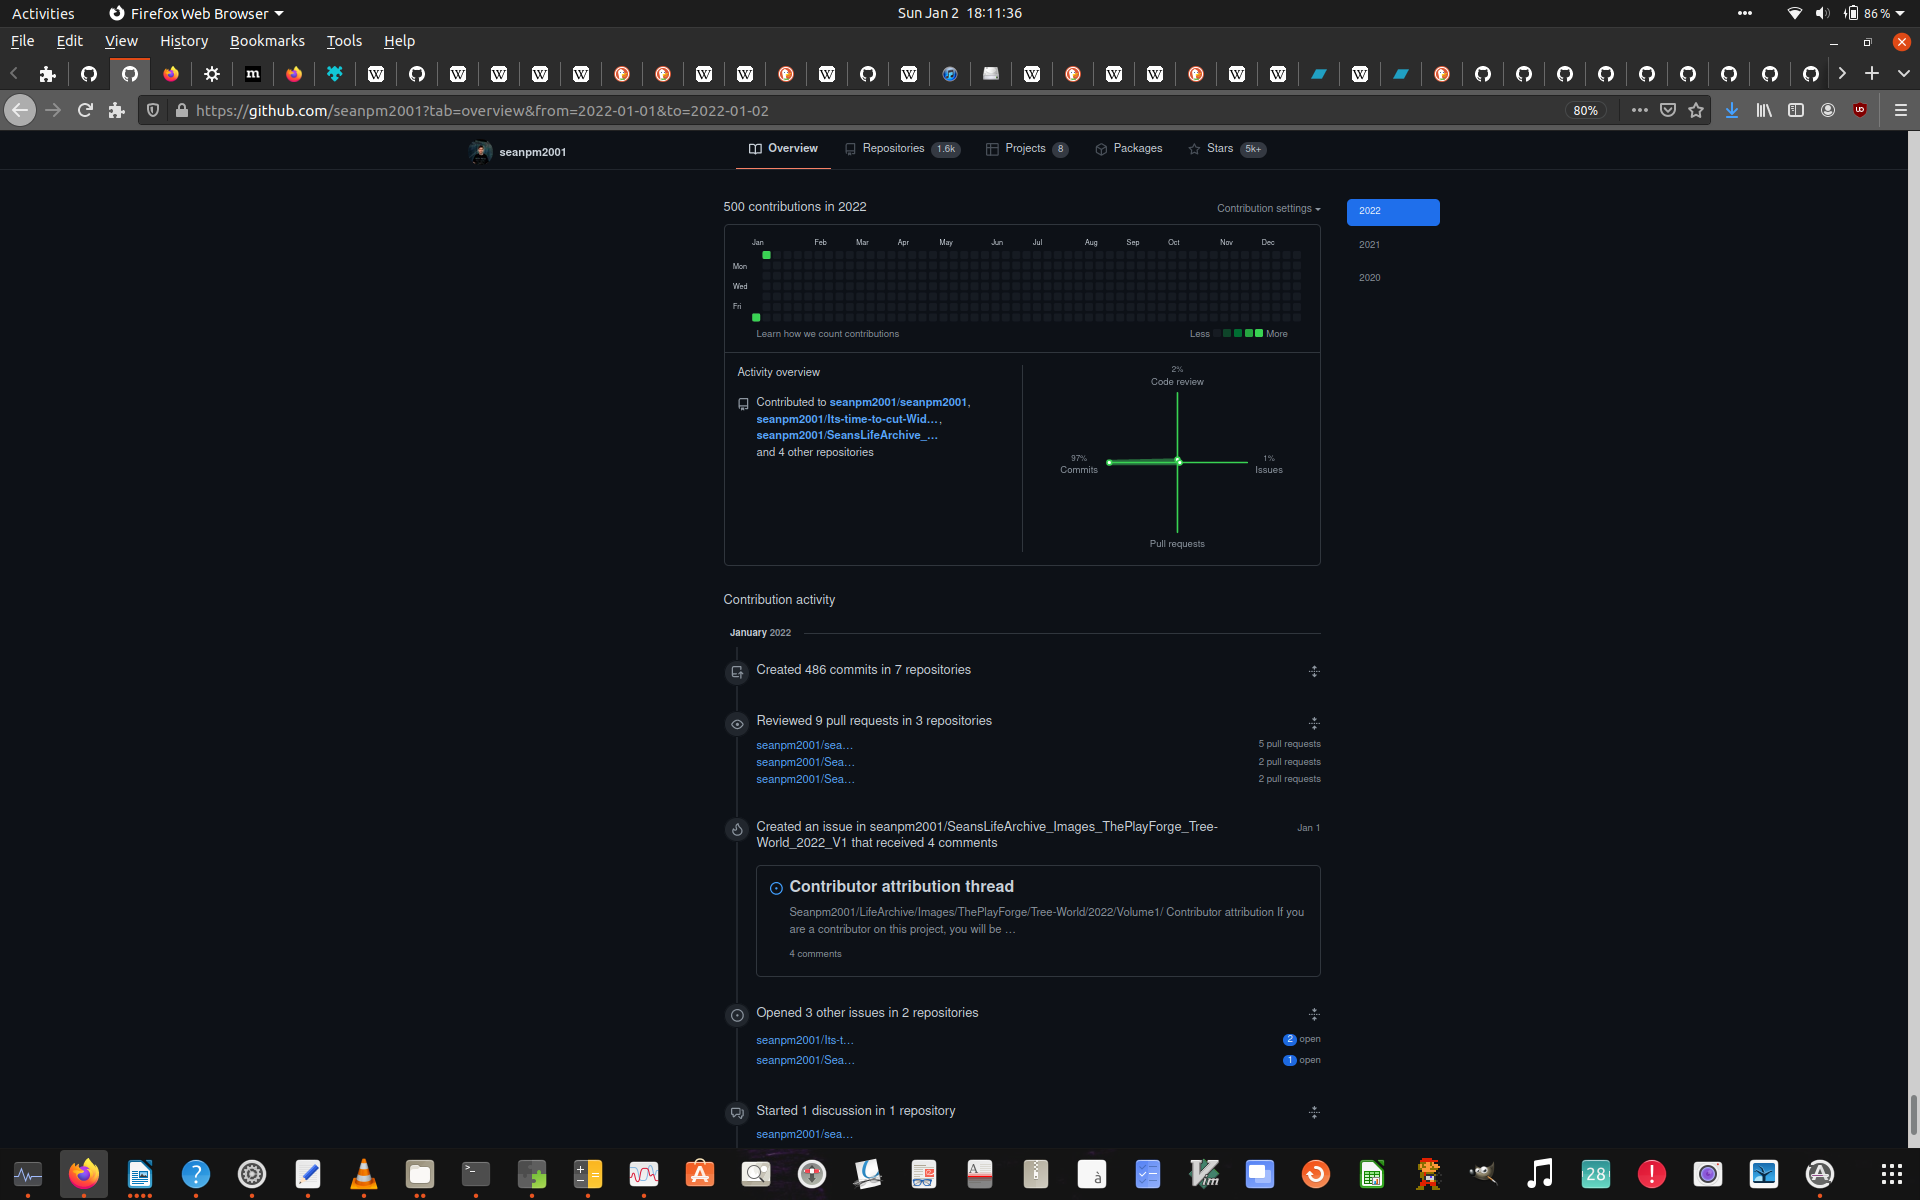 Activities Firefox Web Browser Sun Jan 2 18:11:36 86 %
File Edit View History Bookmarks Tools Help
https://github.com/seanpm2001?tab=overview&from=2022-01-01&to=2022-01-02 80%
seanpm2001 Overview Repositories 1.6k Projects 8 Packages Stars 5k+
500 contributions in 2022 Contribution settings
2022
2021
2020
Jan Feb Mar Apr May Jun Jul Aug Sep Oct Nov Dec
Mon
Wed
Fri
Learn how we count contributions Less More
Activity overview
Contributed to seanpm2001/seanpm2001,
seanpm2001/Its-time-to-cut-Wid…,
seanpm2001/SeansLifeArchive_…
and 4 other repositories
2%
Code review
97%
Commits
1%
Issues
Pull requests
Contribution activity
January 2022
Created 486 commits in 7 repositories
Reviewed 9 pull requests in 3 repositories
seanpm2001/sea… 5 pull requests
seanpm2001/Sea… 2 pull requests
seanpm2001/Sea… 2 pull requests
Created an issue in seanpm2001/SeansLifeArchive_Images_ThePlayForge_Tree- Jan 1
World_2022_V1 that received 4 comments
Contributor attribution thread
Seanpm2001/LifeArchive/Images/ThePlayForge/Tree-World/2022/Volume1/ Contributor attribution If you
are a contributor on this project, you will be …
4 comments
Opened 3 other issues in 2 repositories
seanpm2001/Its-t… 2 open
seanpm2001/Sea… 1 open
Started 1 discussion in 1 repository
seanpm2001/sea…
28